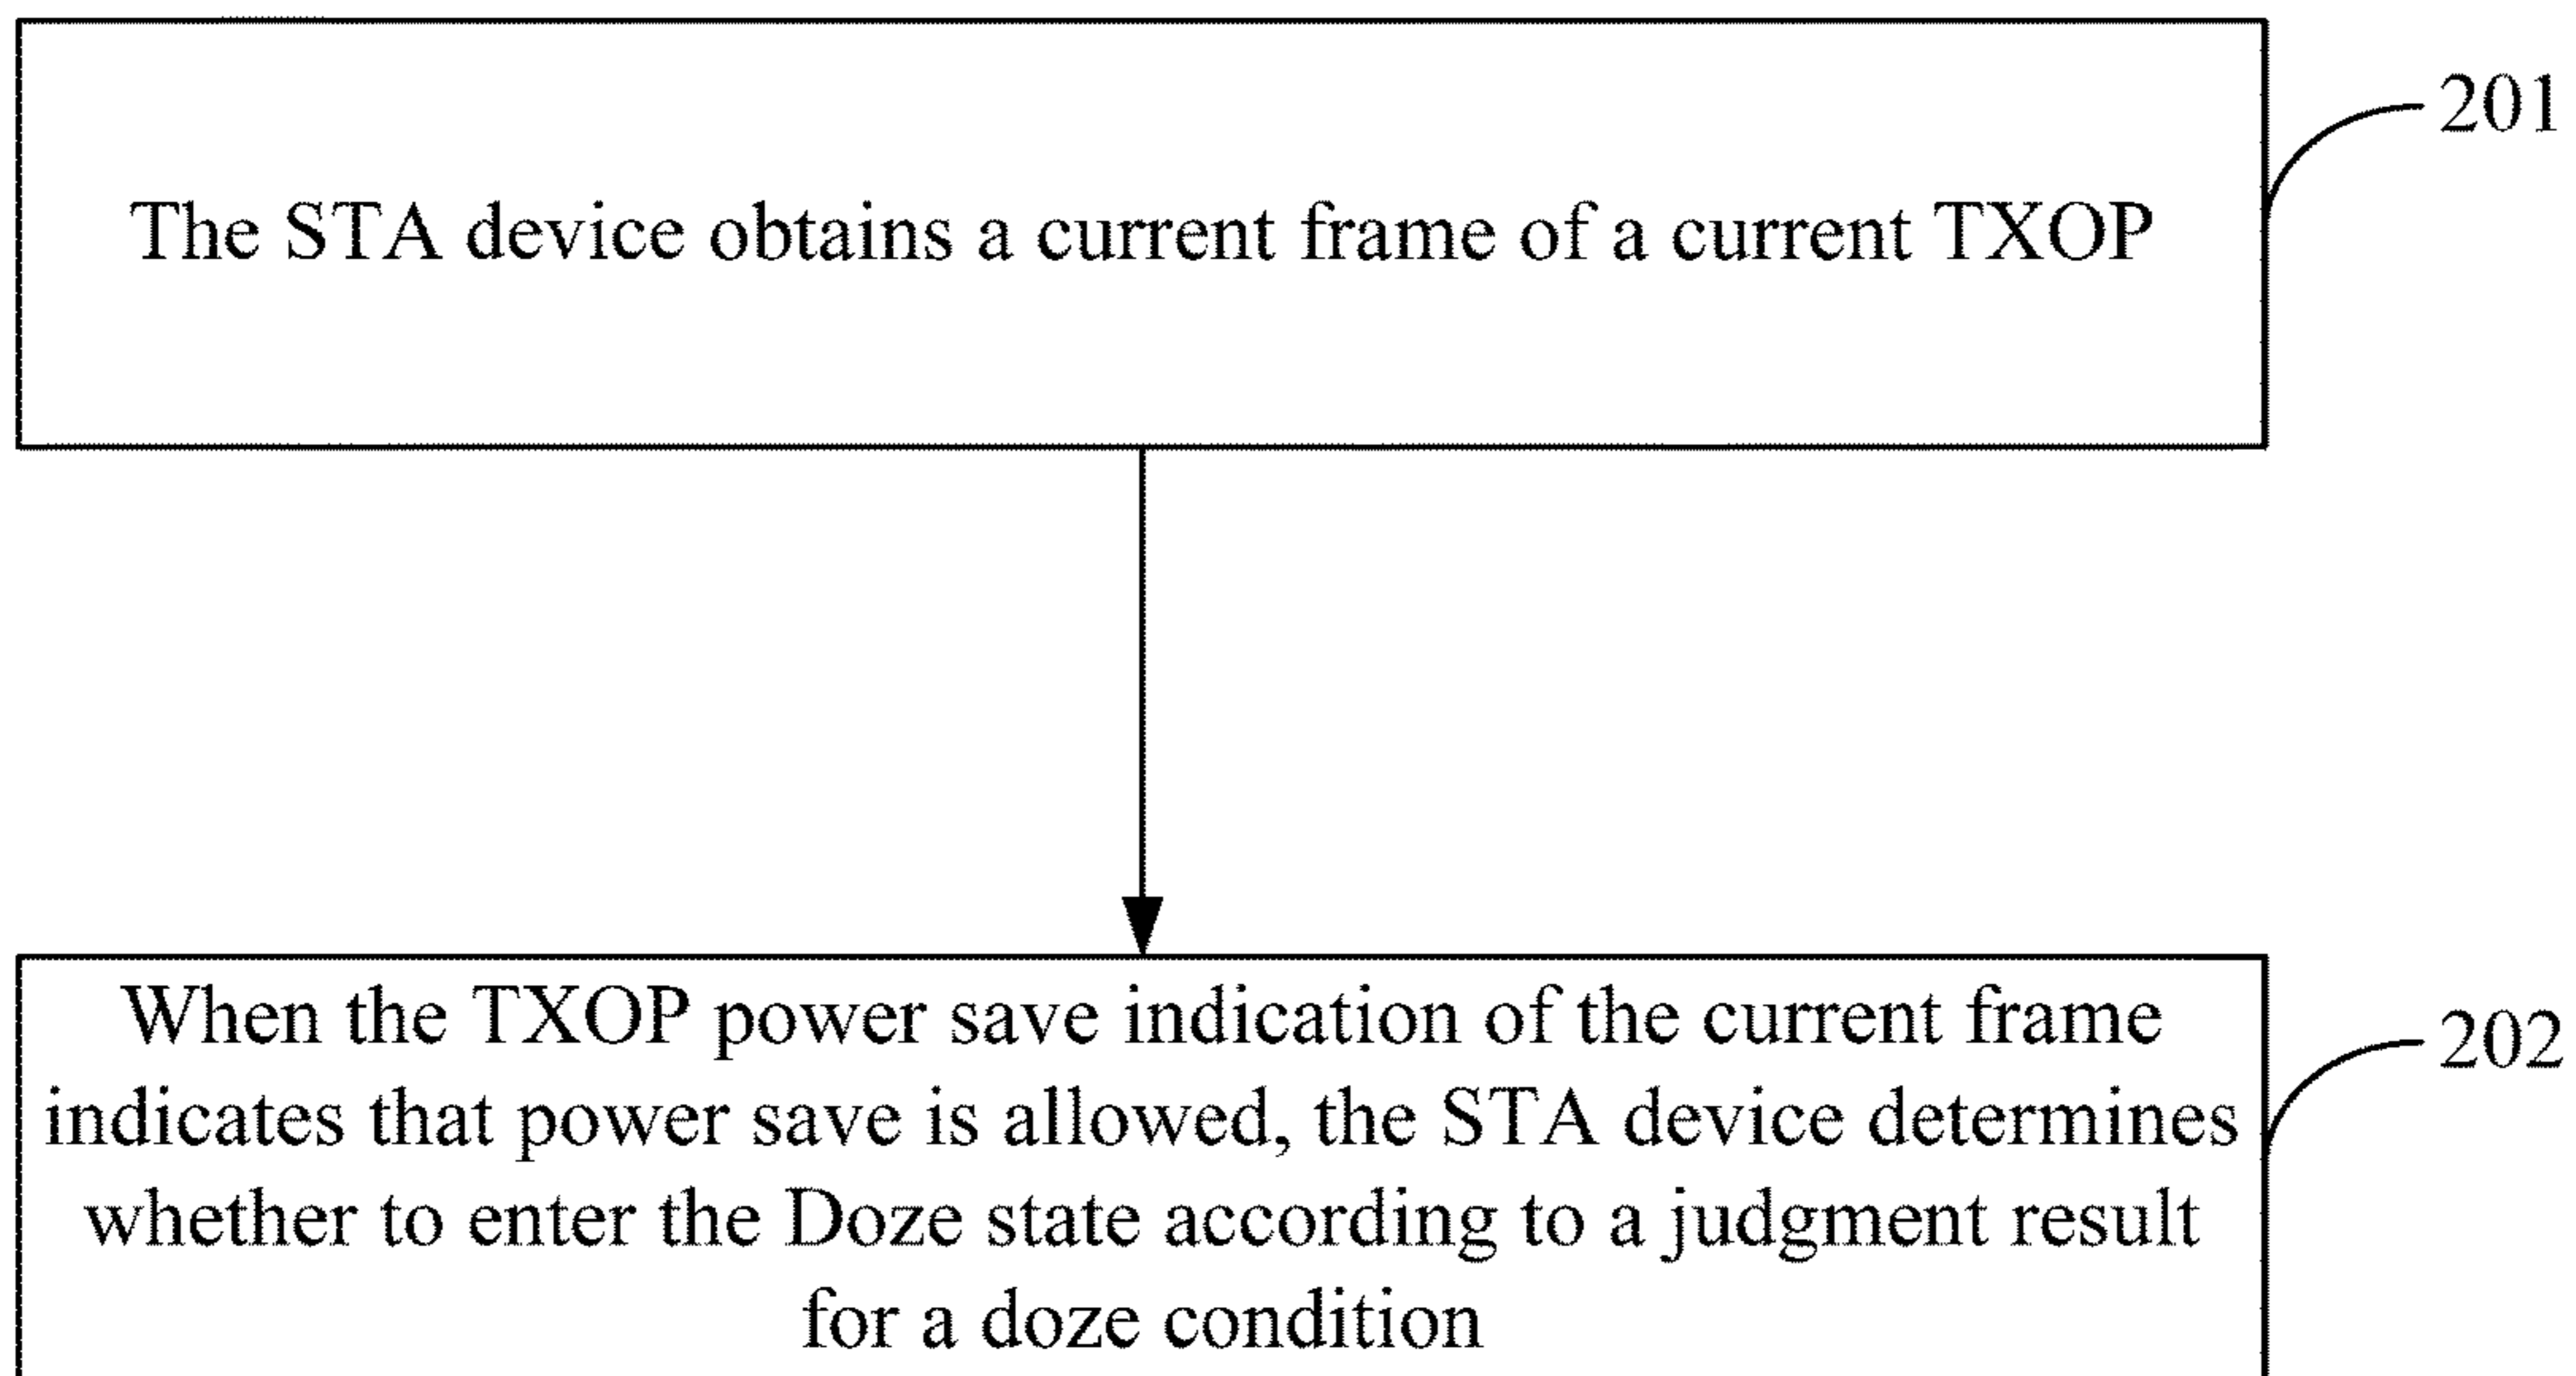 201
The STA device obtains a current frame of a current TXOP
When the TXOP power save indication of the current frame
202
indicates that power save is allowed, the STA device determines
whether to enter the Doze state according to a judgment result
for a doze condition